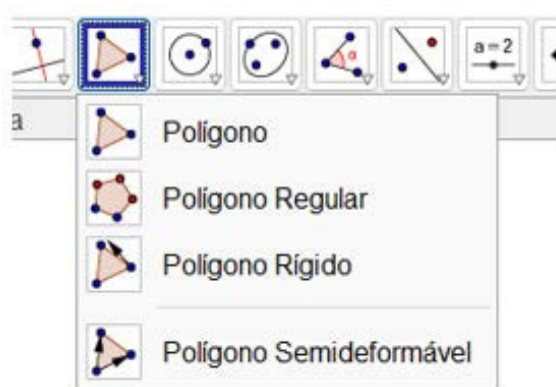 α
a=2
a
Polígono
Polígono Regular
Polígono Rígido
Polígono Semideformável